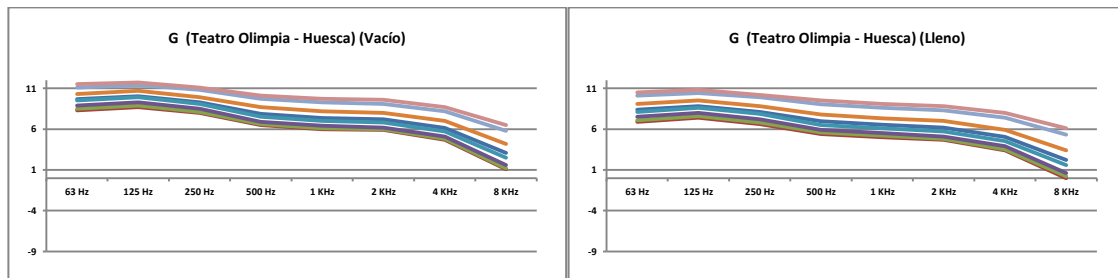 G (Teatro Olimpia - Huesca) (Vacío)
11
6
1
-4
-9
63 Hz 125 Hz 250 Hz 500 Hz 1 KHz 2 KHz 4 KHz 8 KHz
G (Teatro Olimpia - Huesca) (Lleno)
11
6
1
-4
-9
63 Hz 125 Hz 250 Hz 500 Hz 1 KHz 2 KHz 4 KHz 8 KHz